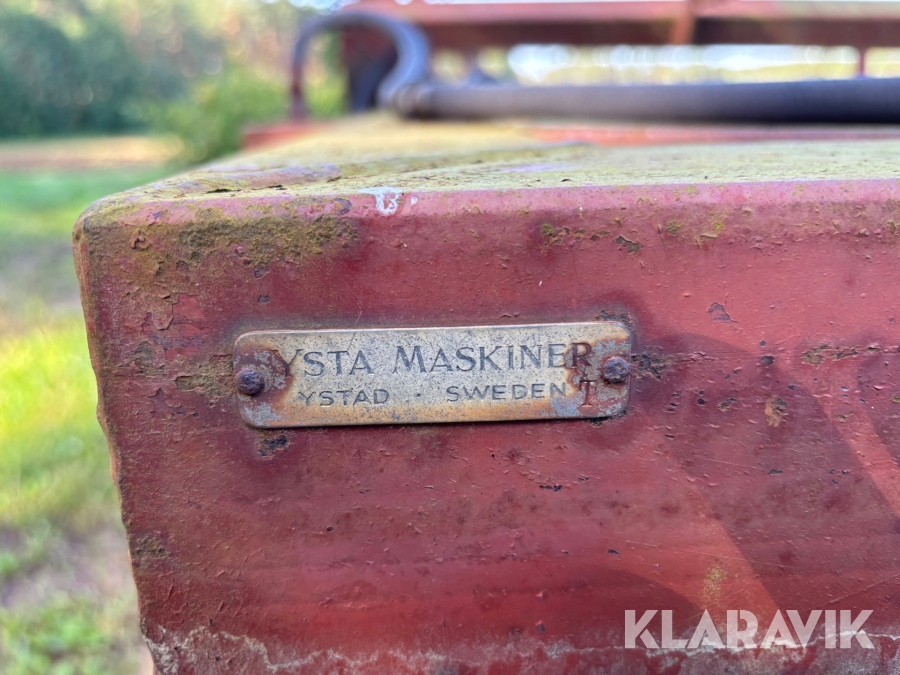 YSTA MASKINER
YSTAD · SWEDEN T
KLARAVIK